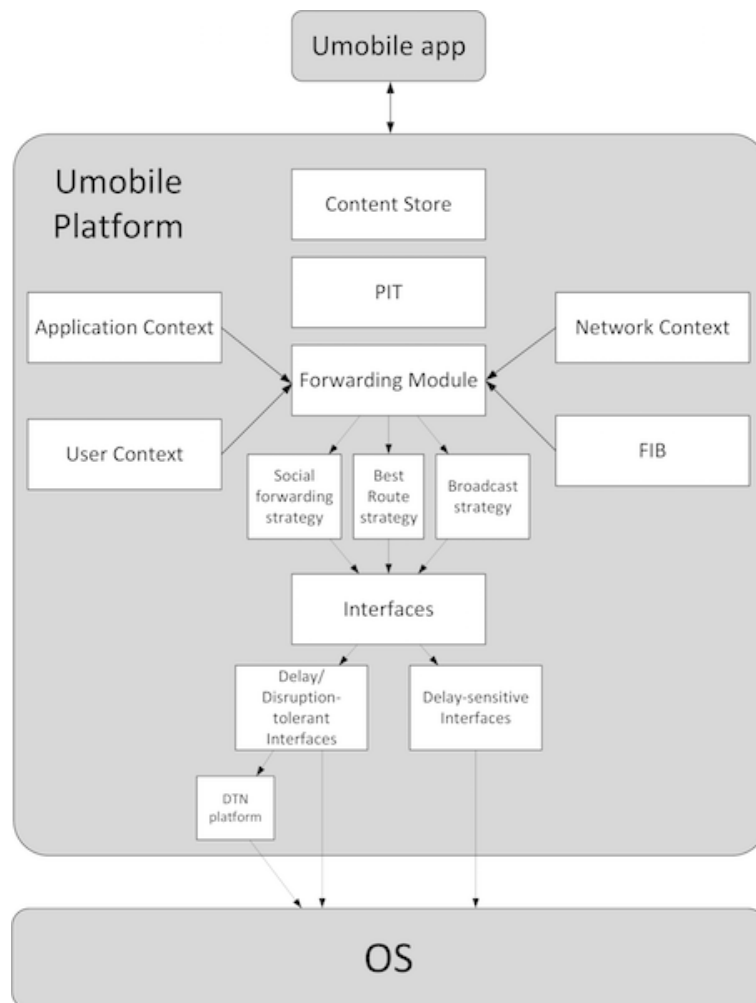 Umobile app
Umobile
Platform
Content Store
PIT
Application Context
Network Context
Forwarding Module
User Context
FIB
Social
forwarding
strategy
Best
Route
strategy
Broadcast
strategy
Interfaces
Delay/
Disruption-
tolerant
Interfaces
Delay-sensitive
Interfaces
DTN
platform
OS